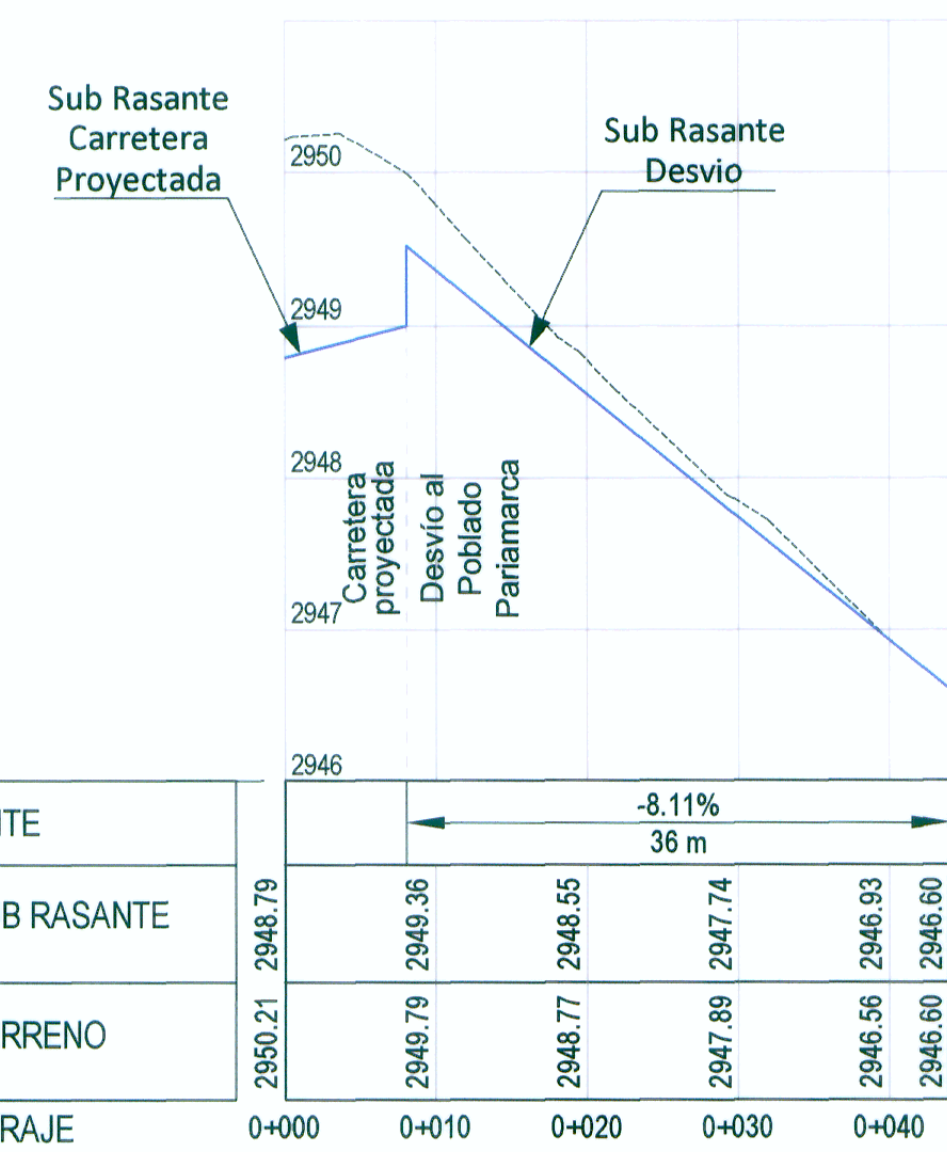 Sub Rasante
Carretera
Proyectada
Sub Rasante
Desvio
2950
2949
2948
2947
2946
Carretera
proyectada
Desvío al
Poblado
Pariamarca
NTE
-8.11%
36 m
B RASANTE
2948.79
2949.36
2948.55
2947.74
2946.93
2946.60
RRENO
2950.21
2949.79
2948.77
2947.89
2946.56
2946.60
RAJE
0+000
0+010
0+020
0+030
0+040